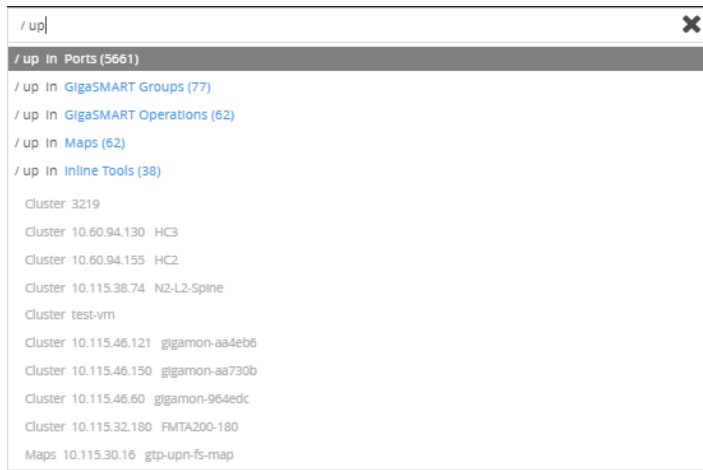 / up
/ up In Ports (5661)
/ up In GigaSMART Groups (77)
/ up In GigaSMART Operations (62)
/ up In Maps (62)
/ up In Inline Tools (38)
Cluster 3219
Cluster 10.60.94.130 HC3
Cluster 10.60.94.155 HC2
Cluster 10.115.38.74 N2-L2-Spine
Cluster test-vm
Cluster 10.115.46.121 gigamon-aa4eb6
Cluster 10.115.46.150 gigamon-aa730b
Cluster 10.115.46.60 gigamon-964edc
Cluster 10.115.32.180 FMTA200-180
Maps 10.115.30.16 gtp-upn-fs-map